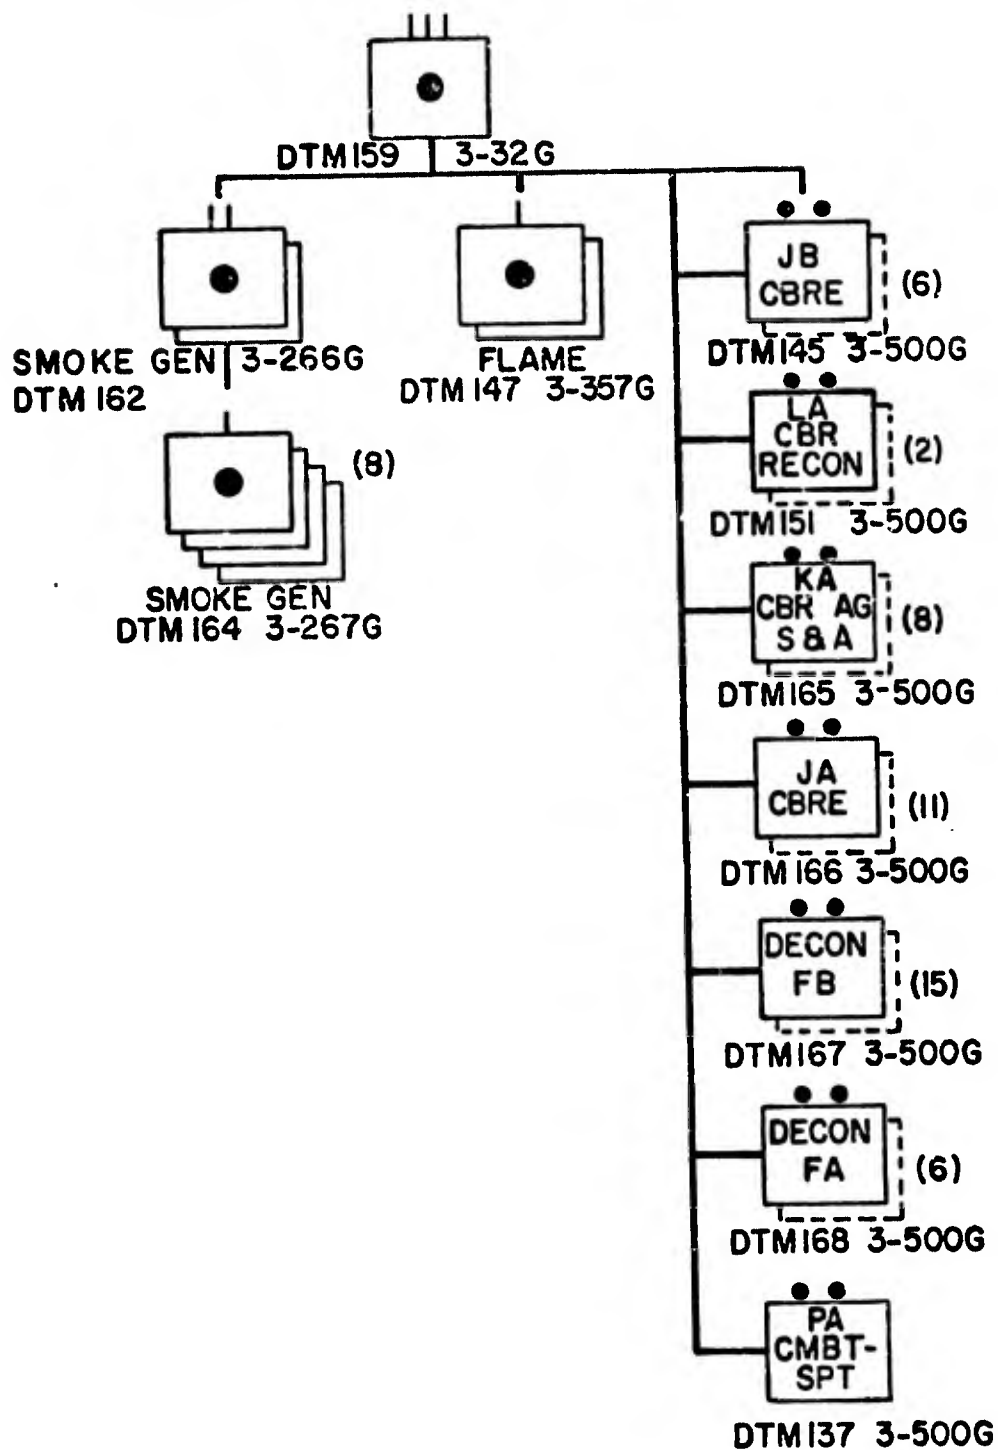 DTM159 3-32G
SMOKE GEN 3-266G
DTM 162
(8)
SMOKE GEN
DTM 164 3-267G
FLAME
DTM 147 3-357G
JB
CBRE
(6)
DTM145 3-500G
LA
CBR
RECON
(2)
DTM151 3-500G
KA
CBR AG
S & A
(8)
DTM165 3-500G
JA
CBRE
(11)
DTM 166 3-500G
DECON
FB
(15)
DTM167 3-500G
DECON
FA
(6)
DTM168 3-500G
PA
CMBT-
SPT
DTM137 3-500G